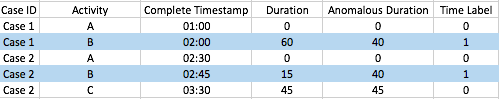 Case ID Activity Complete Timestamp Duration Anomalous Duration Time Label
Case 1 A 01:00 0 0 0
Case 1 B 02:00 60 40 1
Case 2 A 02:30 0 0 0
Case 2 B 02:45 15 40 1
Case 2 C 03:30 45 45 0